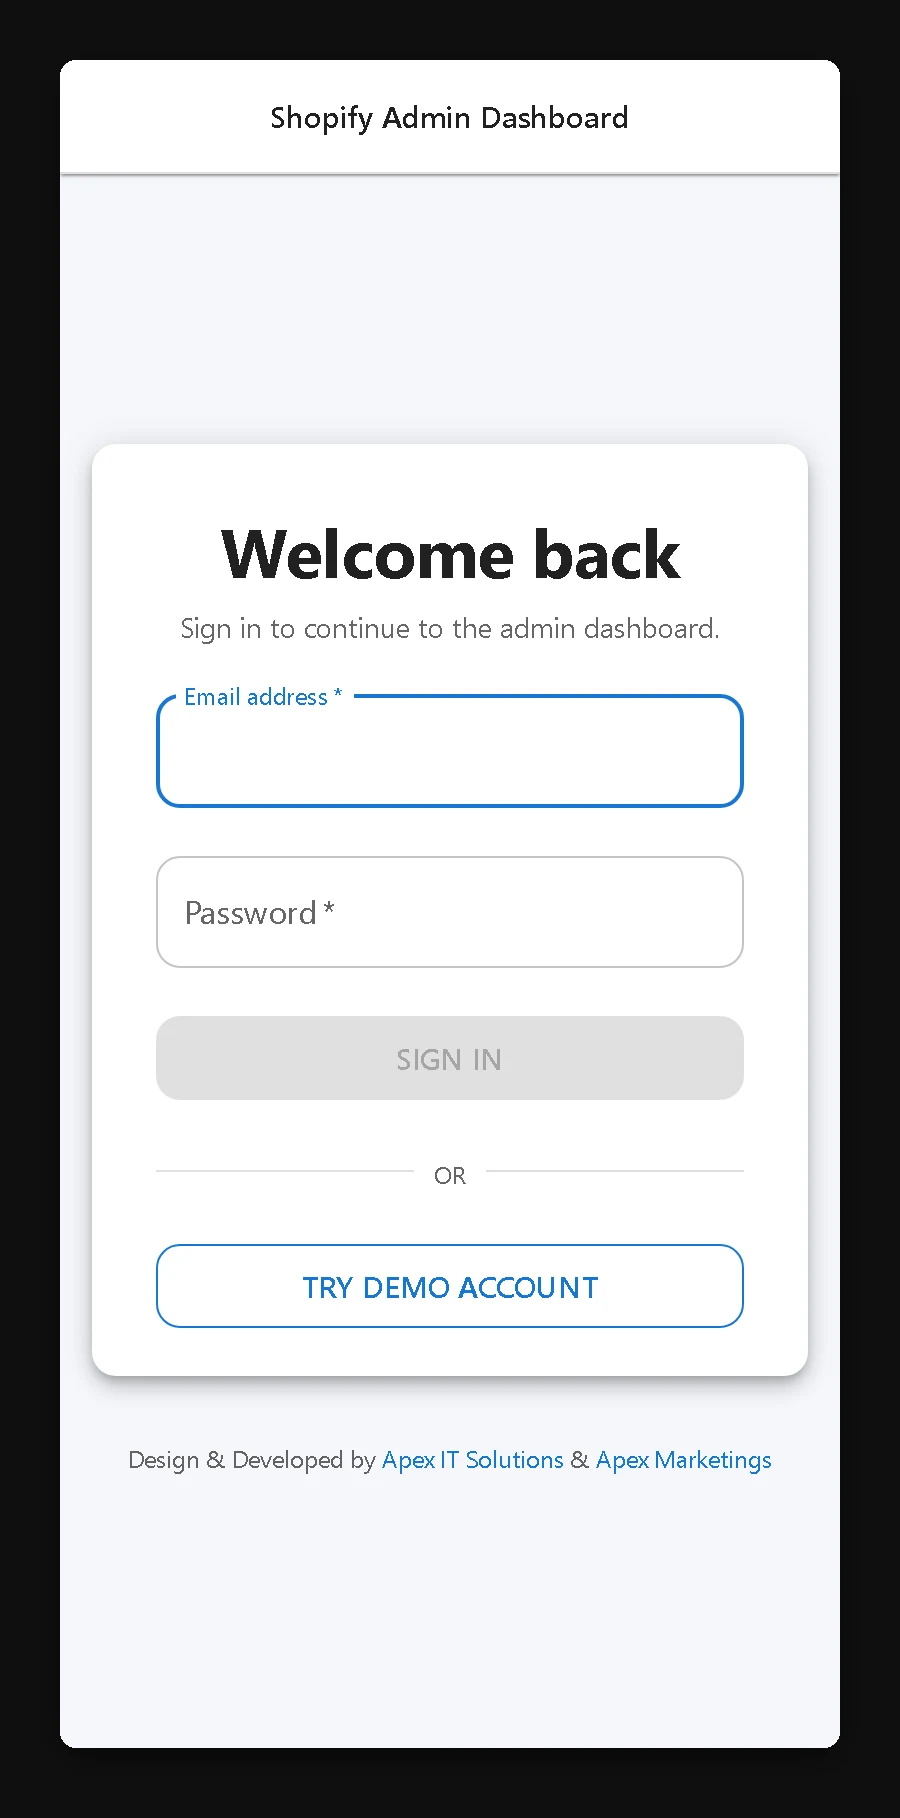 Shopify Admin Dashboard
Welcome back
Sign in to continue to the admin dashboard.
Email address *
Password *
SIGN IN
OR
TRY DEMO ACCOUNT
Design & Developed by Apex IT Solutions & Apex Marketings